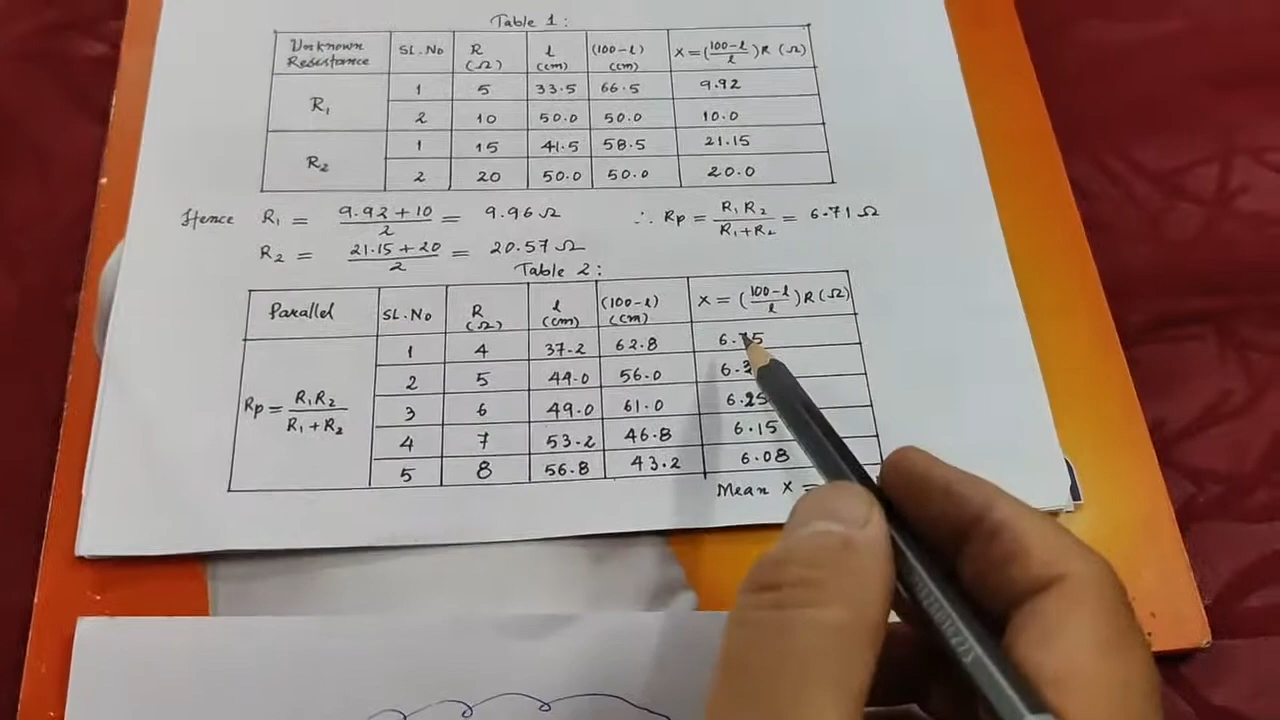 Table 1:
Unknown Resistance SL.No R (Ω) l (cm) (100-l) (cm) X=(100-l/l)R (Ω)
R₁ 1 5 33.5 66.5 9.92
2 10 50.0 50.0 10.0
R₂ 1 15 41.5 58.5 21.15
2 20 50.0 50.0 20.0
Hence R₁ = 9.92+10/2 = 9.96 Ω ∴ Rp = R₁R₂/R₁+R₂ = 6.71 Ω
R₂ = 21.15+20/2 = 20.57 Ω
Table 2:
Parallel SL.No R (Ω) l (cm) (100-l) (cm) X = (100-l/l)R (Ω)
1 4 37.2 62.8 6.75
2 5 44.0 56.0
Rp = R₁R₂/R₁+R₂ 3 6 49.0 61.0 6.25
4 7 53.2 46.8 6.15
5 8 56.8 43.2 6.08
Mean X =